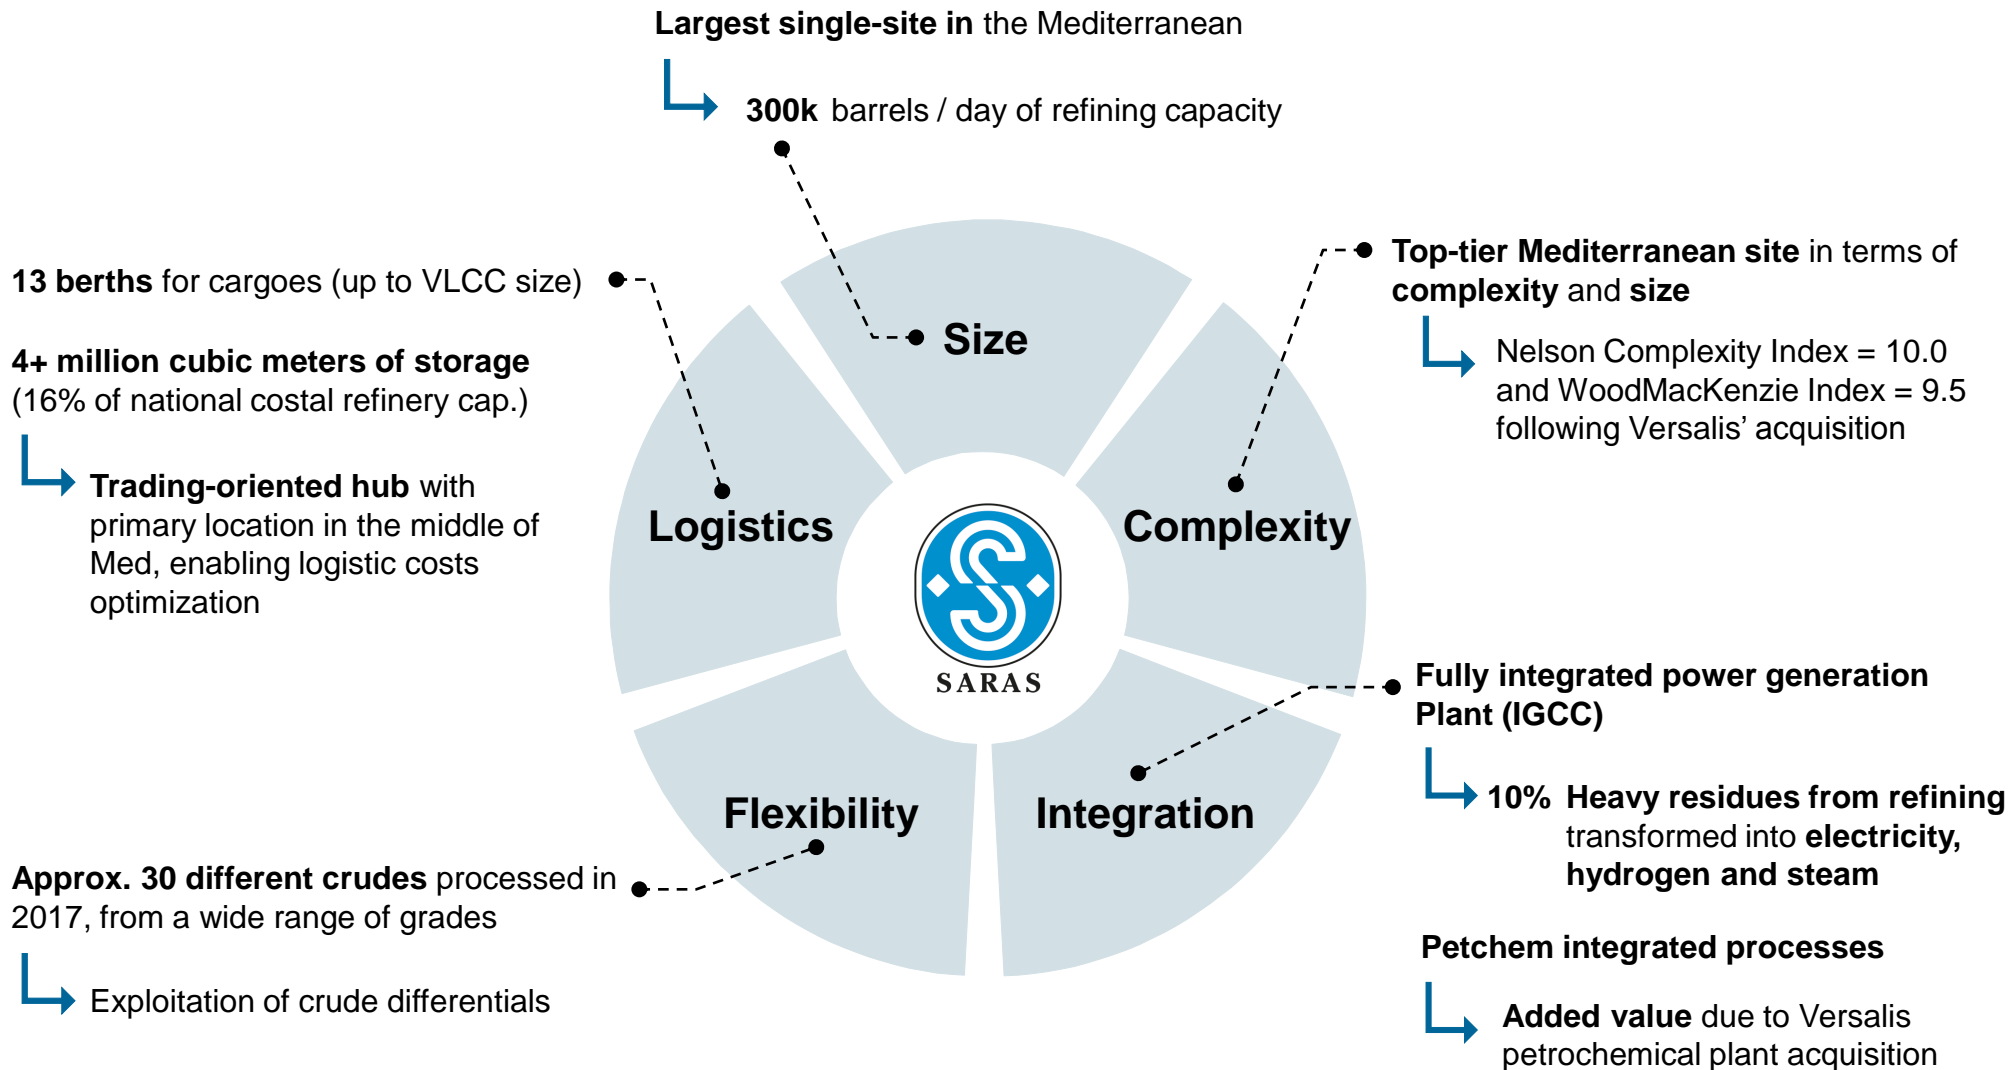 Largest single-site in the Mediterranean
300k barrels / day of refining capacity
13 berths for cargoes (up to VLCC size)
4+ million cubic meters of storage
(16% of national costal refinery cap.)
Trading-oriented hub with
primary location in the middle of
Med, enabling logistic costs
optimization
Top-tier Mediterranean site in terms of
complexity and size
Nelson Complexity Index = 10.0
and WoodMacKenzie Index = 9.5
following Versalis’ acquisition
Size
Logistics
Complexity
SARAS
Flexibility
Integration
Approx. 30 different crudes processed in
2017, from a wide range of grades
Exploitation of crude differentials
Fully integrated power generation
Plant (IGCC)
10% Heavy residues from refining
transformed into electricity,
hydrogen and steam
Petchem integrated processes
Added value due to Versalis
petrochemical plant acquisition